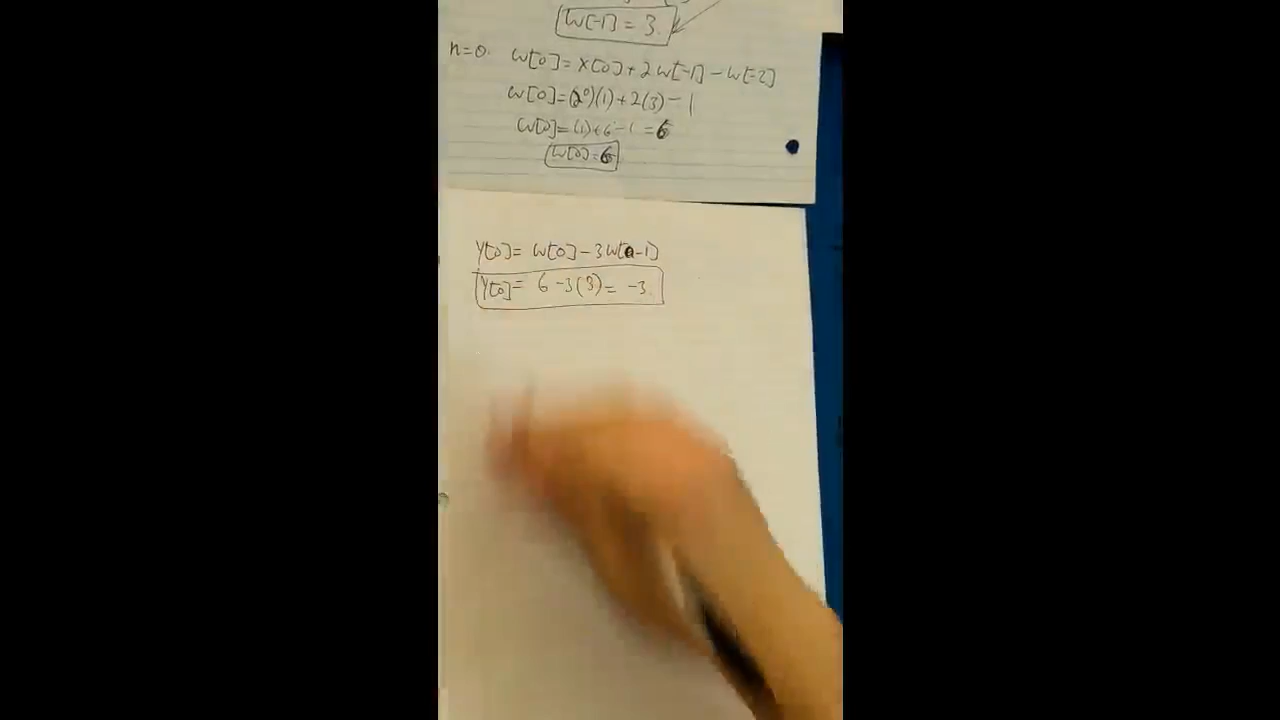 W[-1] = 3.
n=0. W[0] = X[0] + 2W[-1] - W[-2]
W[0] = (2⁰)(1) + 2(3) - 1
W[0] = (1) + 6 - 1 = 6
W[0] = 6
Y[0] = W[0] - 3W[0-1]
Y[0] = 6 - 3(3) = -3.